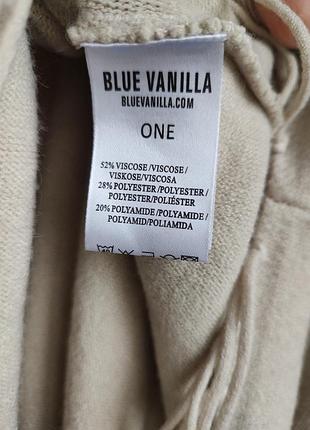 BLUE VANILLA
BLUEVANILLA.COM
ONE
52% VISCOSE/VISCOSE/
VISKOSE/VISCOSA
28% POLYESTER/POLYESTER/
POLYESTER/POLIÉSTER
20% POLYAMIDE/POLYAMIDE/
POLYAMID/POLIAMIDA